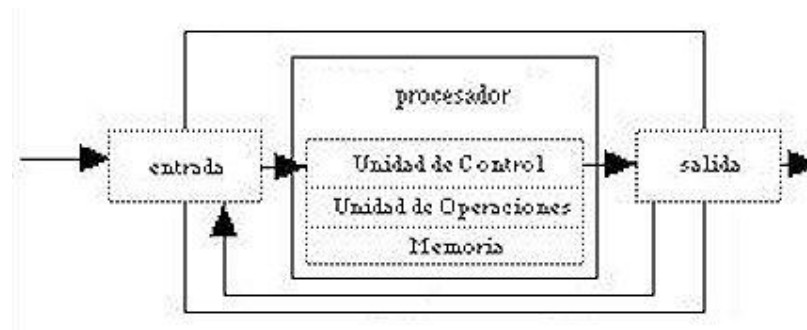 procesador
entrada
Unidad de Control
salida
Unidad de Operaciones
Memoria